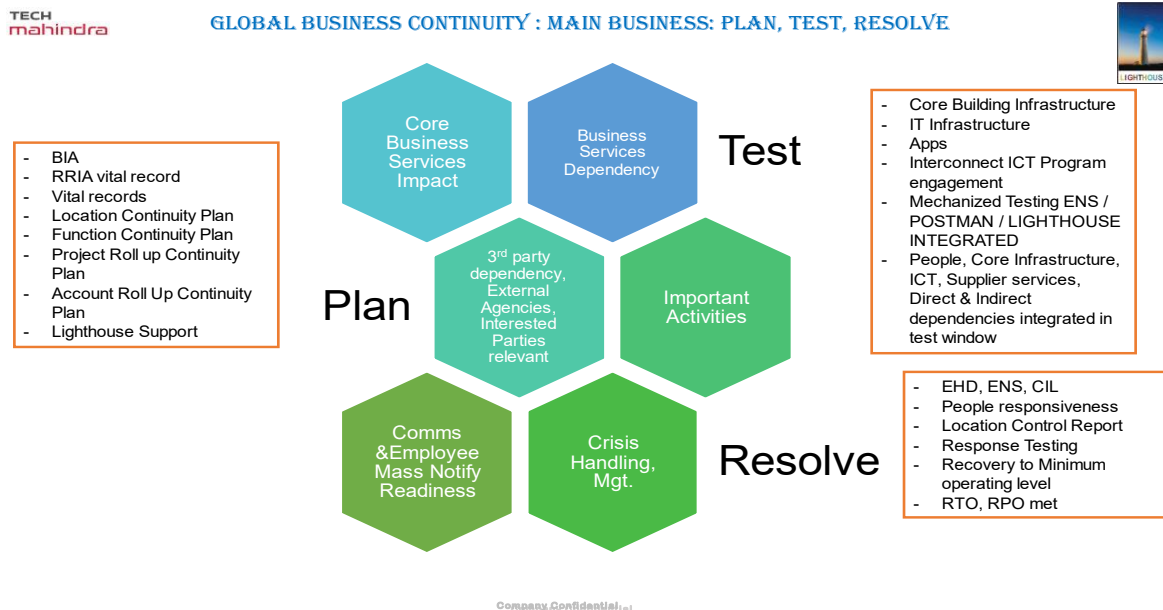 TECH
mahindra
GLOBAL BUSINESS CONTINUITY : MAIN BUSINESS: PLAN, TEST, RESOLVE
LIGHTHOUSE
- BIA
- RRIA vital record
- Vital records
- Location Continuity Plan
- Function Continuity Plan
- Project Roll up Continuity
Plan
- Account Roll Up Continuity
Plan
- Lighthouse Support
Core
Business
Services
Impact
Business
Services
Dependency
Test
- Core Building Infrastructure
- IT Infrastructure
- Apps
- Interconnect ICT Program
engagement
- Mechanized Testing ENS /
POSTMAN / LIGHTHOUSE
INTEGRATED
- People, Core Infrastructure,
ICT, Supplier services,
Direct & Indirect
dependencies integrated in
test window
Plan
3rd party
dependency,
External
Agencies,
Interested
Parties
relevant
Important
Activities
Comms
&Employee
Mass Notify
Readiness
Crisis
Handling,
Mgt.
Resolve
- EHD, ENS, CIL
- People responsiveness
- Location Control Report
- Response Testing
- Recovery to Minimum
operating level
- RTO, RPO met
Company Confidential